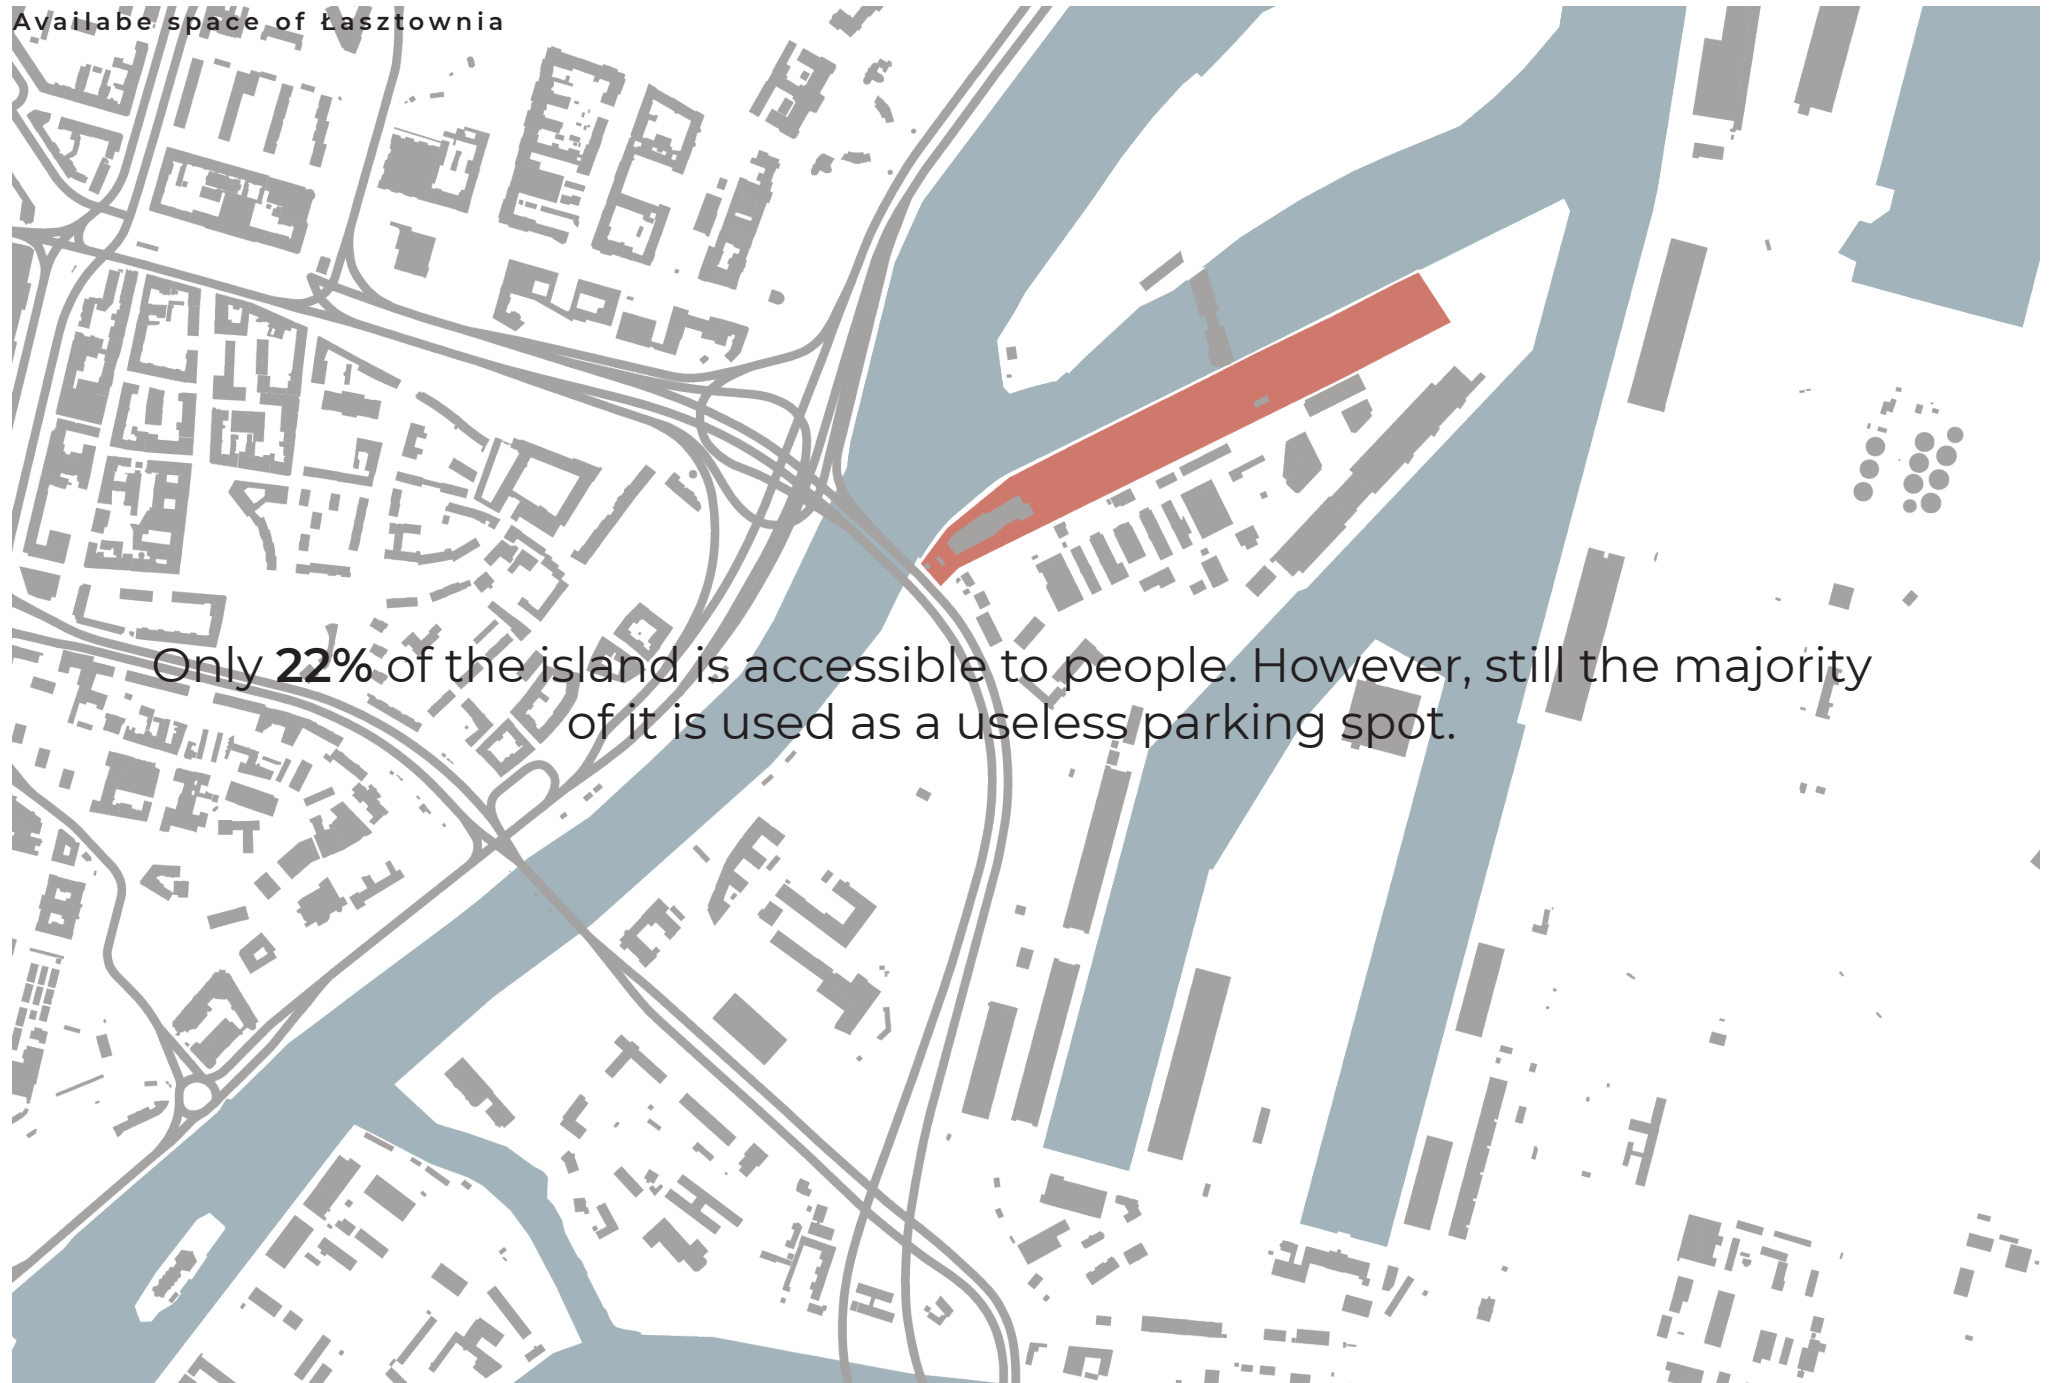 Availabe space of Łasztownia
Only 22% of the island is accessible to people. However, still the majority
of it is used as a useless parking spot.